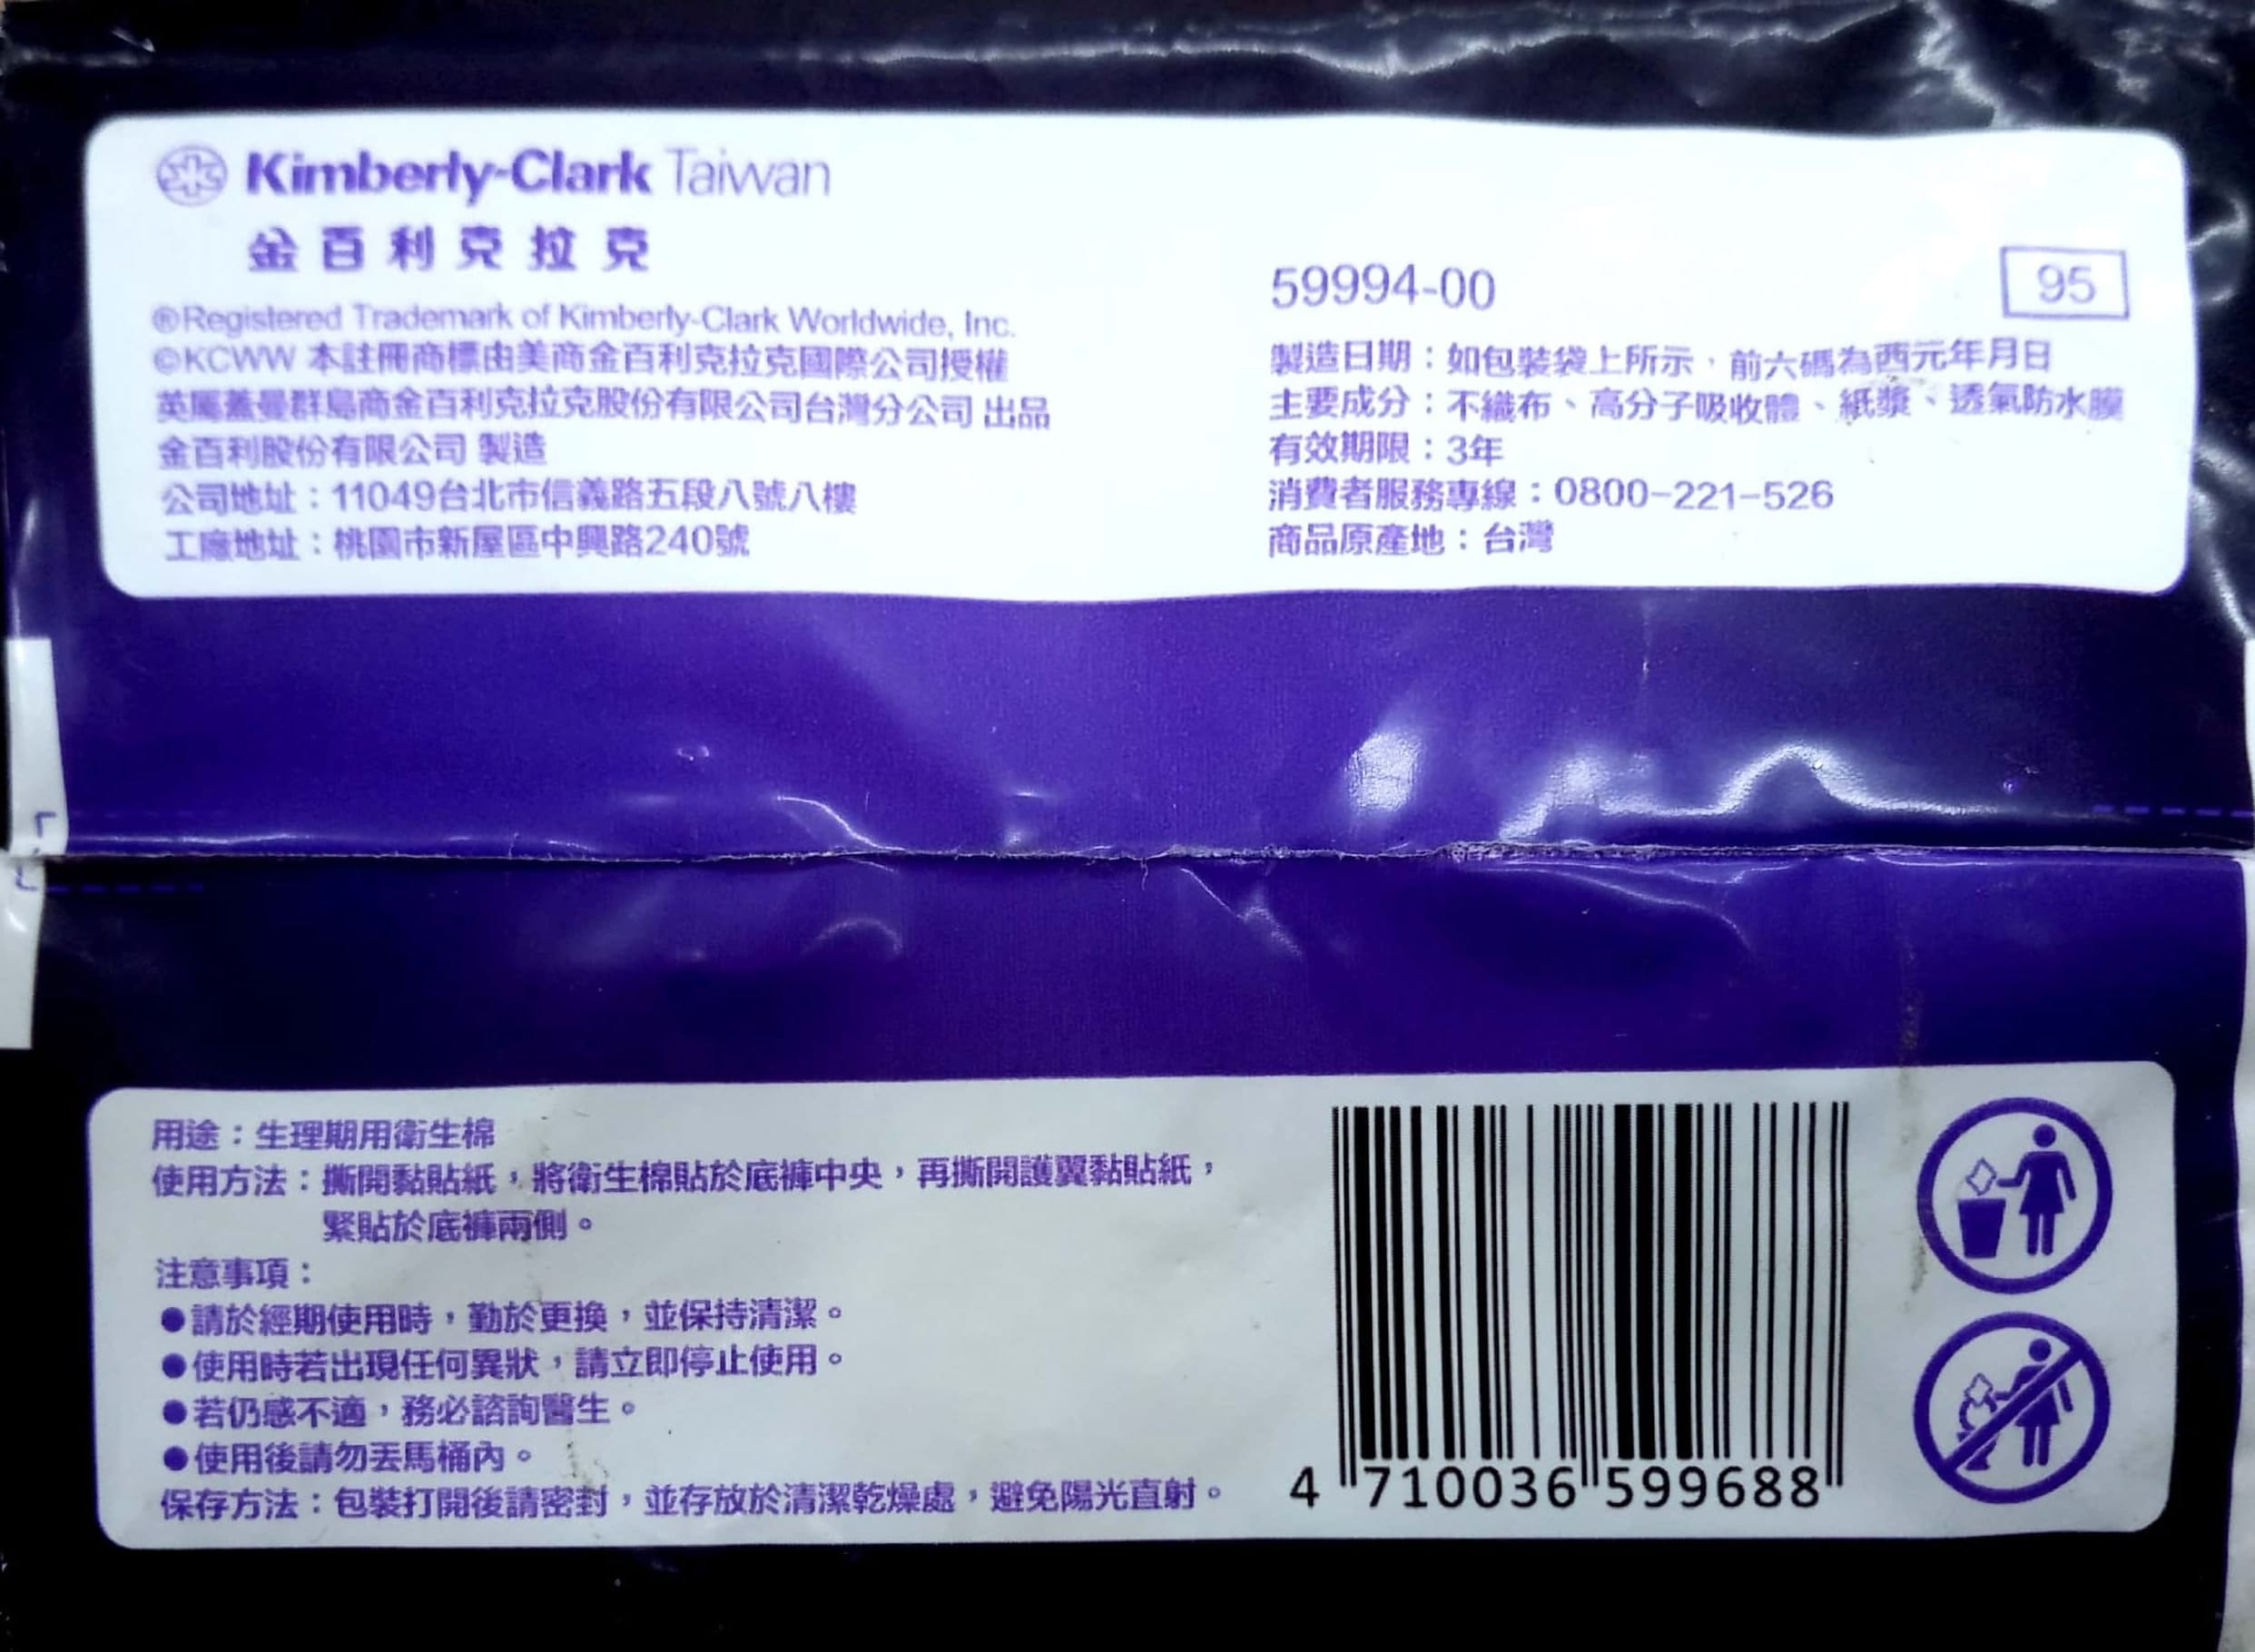 Kimberly-Clark Taiwan
金百利克拉克
®Registered Trademark of Kimberly-Clark Worldwide, Inc.
©KCWW 本註冊商標由美商金百利克拉克國際公司授權
英屬蓋曼群島商金百利克拉克股份有限公司台灣分公司 出品
金百利股份有限公司 製造
公司地址：11049台北市信義路五段八號八樓
工廠地址：桃園市新屋區中興路240號
59994-00
95
製造日期：如包裝袋上所示，前六碼為西元年月日
主要成分：不織布、高分子吸收體、紙漿、透氣防水膜
有效期限：3年
消費者服務專線：0800-221-526
商品原產地：台灣
用途：生理期用衛生棉
使用方法：撕開黏貼紙，將衛生棉貼於底褲中央，再撕開護翼黏貼紙，
緊貼於底褲兩側。
注意事項：
●請於經期使用時，勤於更換，並保持清潔。
●使用時若出現任何異狀，請立即停止使用。
●若仍感不適，務必諮詢醫生。
●使用後請勿丟馬桶內。
保存方法：包裝打開後請密封，並存放於清潔乾燥處，避免陽光直射。
4 710036 599688